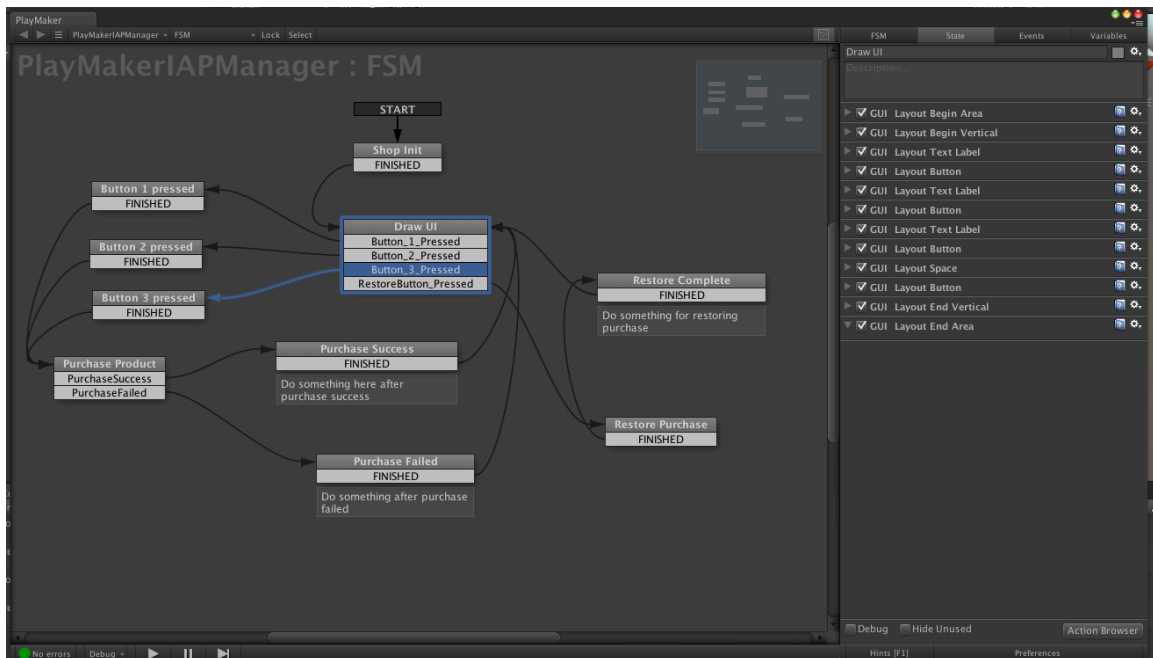 PlayMaker
PlayMakerIAPManager FSM Lock Select
PlayMakerIAPManager : FSM
START
Shop Init
FINISHED
Button 1 pressed
FINISHED
Button 2 pressed
FINISHED
Button 3 pressed
FINISHED
Draw UI
Button_1_Pressed
Button_2_Pressed
Button_3_Pressed
RestoreButton_Pressed
Restore Complete
FINISHED
Do something for restoring
purchase
Purchase Product
PurchaseSuccess
PurchaseFailed
Purchase Success
FINISHED
Do something here after
purchase success
Restore Purchase
FINISHED
Purchase Failed
FINISHED
Do something after purchase
failed
No errors Debug
FSM State Events Variables
Draw UI
Description...
GUI Layout Begin Area
GUI Layout Begin Vertical
GUI Layout Text Label
GUI Layout Button
GUI Layout Text Label
GUI Layout Button
GUI Layout Text Label
GUI Layout Button
GUI Layout Space
GUI Layout Button
GUI Layout End Vertical
GUI Layout End Area
Debug Hide Unused Action Browser
Hints [F1] Preferences